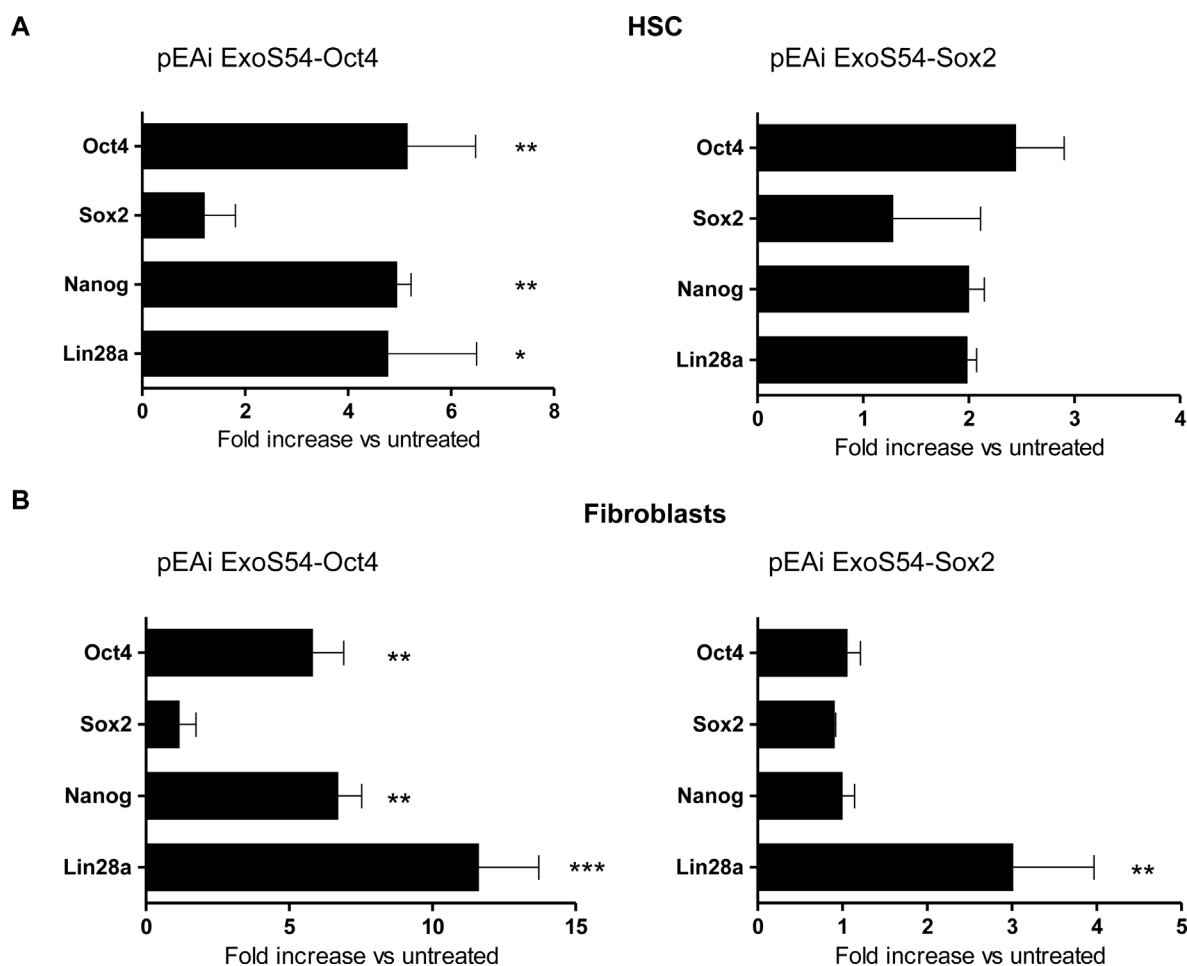 A
HSC
pEAi ExoS54-Oct4
Oct4
**
Sox2
Nanog
**
Lin28a
*
0 2 4 6 8
Fold increase vs untreated
pEAi ExoS54-Sox2
Oct4
Sox2
Nanog
Lin28a
0 1 2 3 4
Fold increase vs untreated
B
Fibroblasts
pEAi ExoS54-Oct4
Oct4
**
Sox2
Nanog
**
Lin28a
***
0 5 10 15
Fold increase vs untreated
pEAi ExoS54-Sox2
Oct4
Sox2
Nanog
Lin28a
**
0 1 2 3 4 5
Fold increase vs untreated